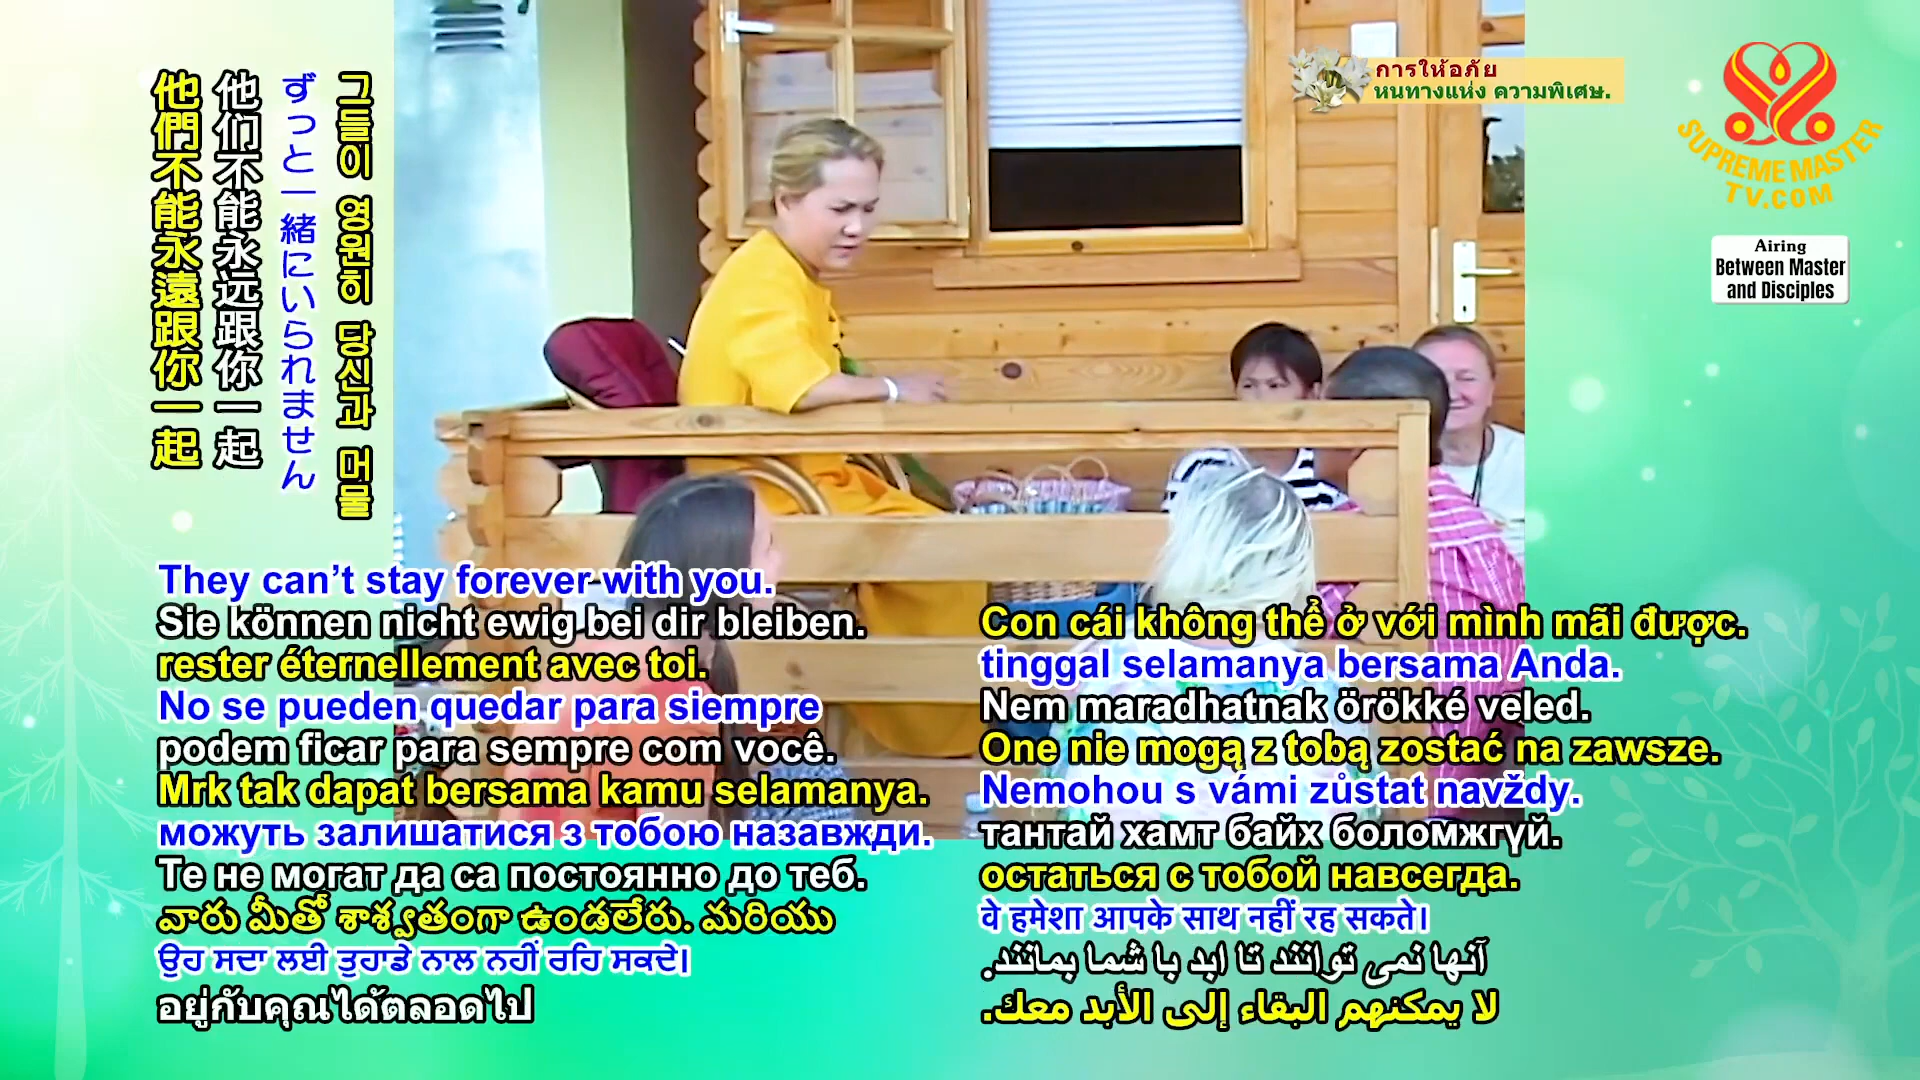 그들이 영원히 당신과 머물
ずっと一緒にいられません
他们不能永远跟你一起
他們不能永遠跟你一起
การให้อภัย
หนทางแห่ง ความพิเศษ.
SUPREME MASTER
TV.COM
Airing
Between Master
and Disciples
They can’t stay forever with you.
Sie können nicht ewig bei dir bleiben.
rester éternellement avec toi.
No se pueden quedar para siempre
podem ficar para sempre com você.
Mrk tak dapat bersama kamu selamanya.
можуть залишатися з тобою назавжди.
Те не могат да са постоянно до теб.
వారు మీతో శాశ్వతంగా ఉండలేరు. మరియు
ਉਹ ਸਦਾ ਲਈ ਤੁਹਾਡੇ ਨਾਲ ਨਹੀਂ ਰਹਿ ਸਕਦੇ।
อยู่กับคุณได้ตลอดไป
Con cái không thể ở với mình mãi được.
tinggal selamanya bersama Anda.
Nem maradhatnak örökké veled.
One nie mogą z tobą zostać na zawsze.
Nemohou s vámi zůstat navždy.
тантай хамт байх боломжгүй.
остаться с тобой навсегда.
वे हमेशा आपके साथ नहीं रह सकते।
آنها نمی توانند تا ابد با شما بمانند.
لا يمكنهم البقاء إلى الأبد معك.